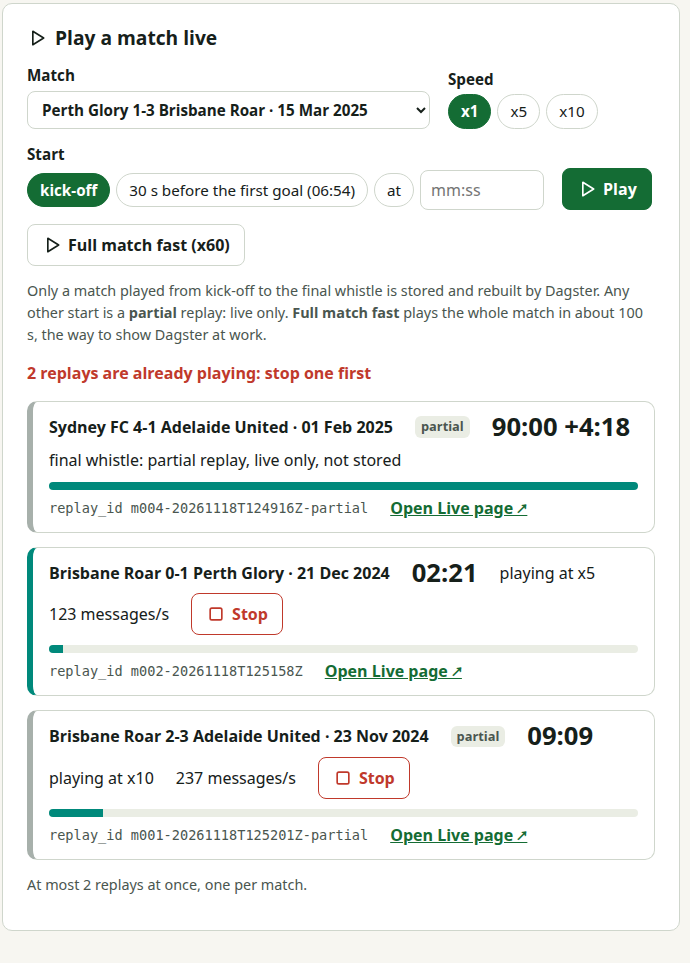 Play a match live
Match
Speed
Perth Glory 1-3 Brisbane Roar · 15 Mar 2025
x1
x5
x10
Start
kick-off
30 s before the first goal (06:54)
at
mm:ss
Play
Full match fast (x60)
Only a match played from kick-off to the final whistle is stored and rebuilt by Dagster. Any
other start is a partial replay: live only. Full match fast plays the whole match in about 100
s, the way to show Dagster at work.
2 replays are already playing: stop one first
Sydney FC 4-1 Adelaide United · 01 Feb 2025 partial 90:00 +4:18
final whistle: partial replay, live only, not stored
replay_id m004-20261118T124916Z-partial Open Live page ↗
Brisbane Roar 0-1 Perth Glory · 21 Dec 2024 02:21 playing at x5
123 messages/s Stop
replay_id m002-20261118T125158Z Open Live page ↗
Brisbane Roar 2-3 Adelaide United · 23 Nov 2024 partial 09:09
playing at x10 237 messages/s Stop
replay_id m001-20261118T125201Z-partial Open Live page ↗
At most 2 replays at once, one per match.